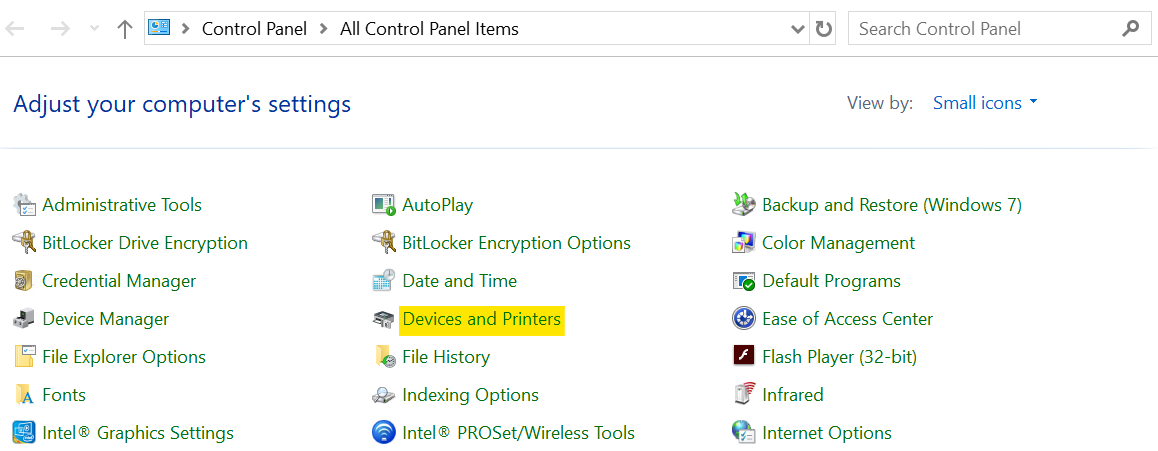 Control Panel > All Control Panel Items Search Control Panel
Adjust your computer's settings View by: Small icons
Administrative Tools AutoPlay Backup and Restore (Windows 7)
BitLocker Drive Encryption BitLocker Encryption Options Color Management
Credential Manager Date and Time Default Programs
Device Manager Devices and Printers Ease of Access Center
File Explorer Options File History Flash Player (32-bit)
Fonts Indexing Options Infrared
Intel® Graphics Settings Intel® PROSet/Wireless Tools Internet Options